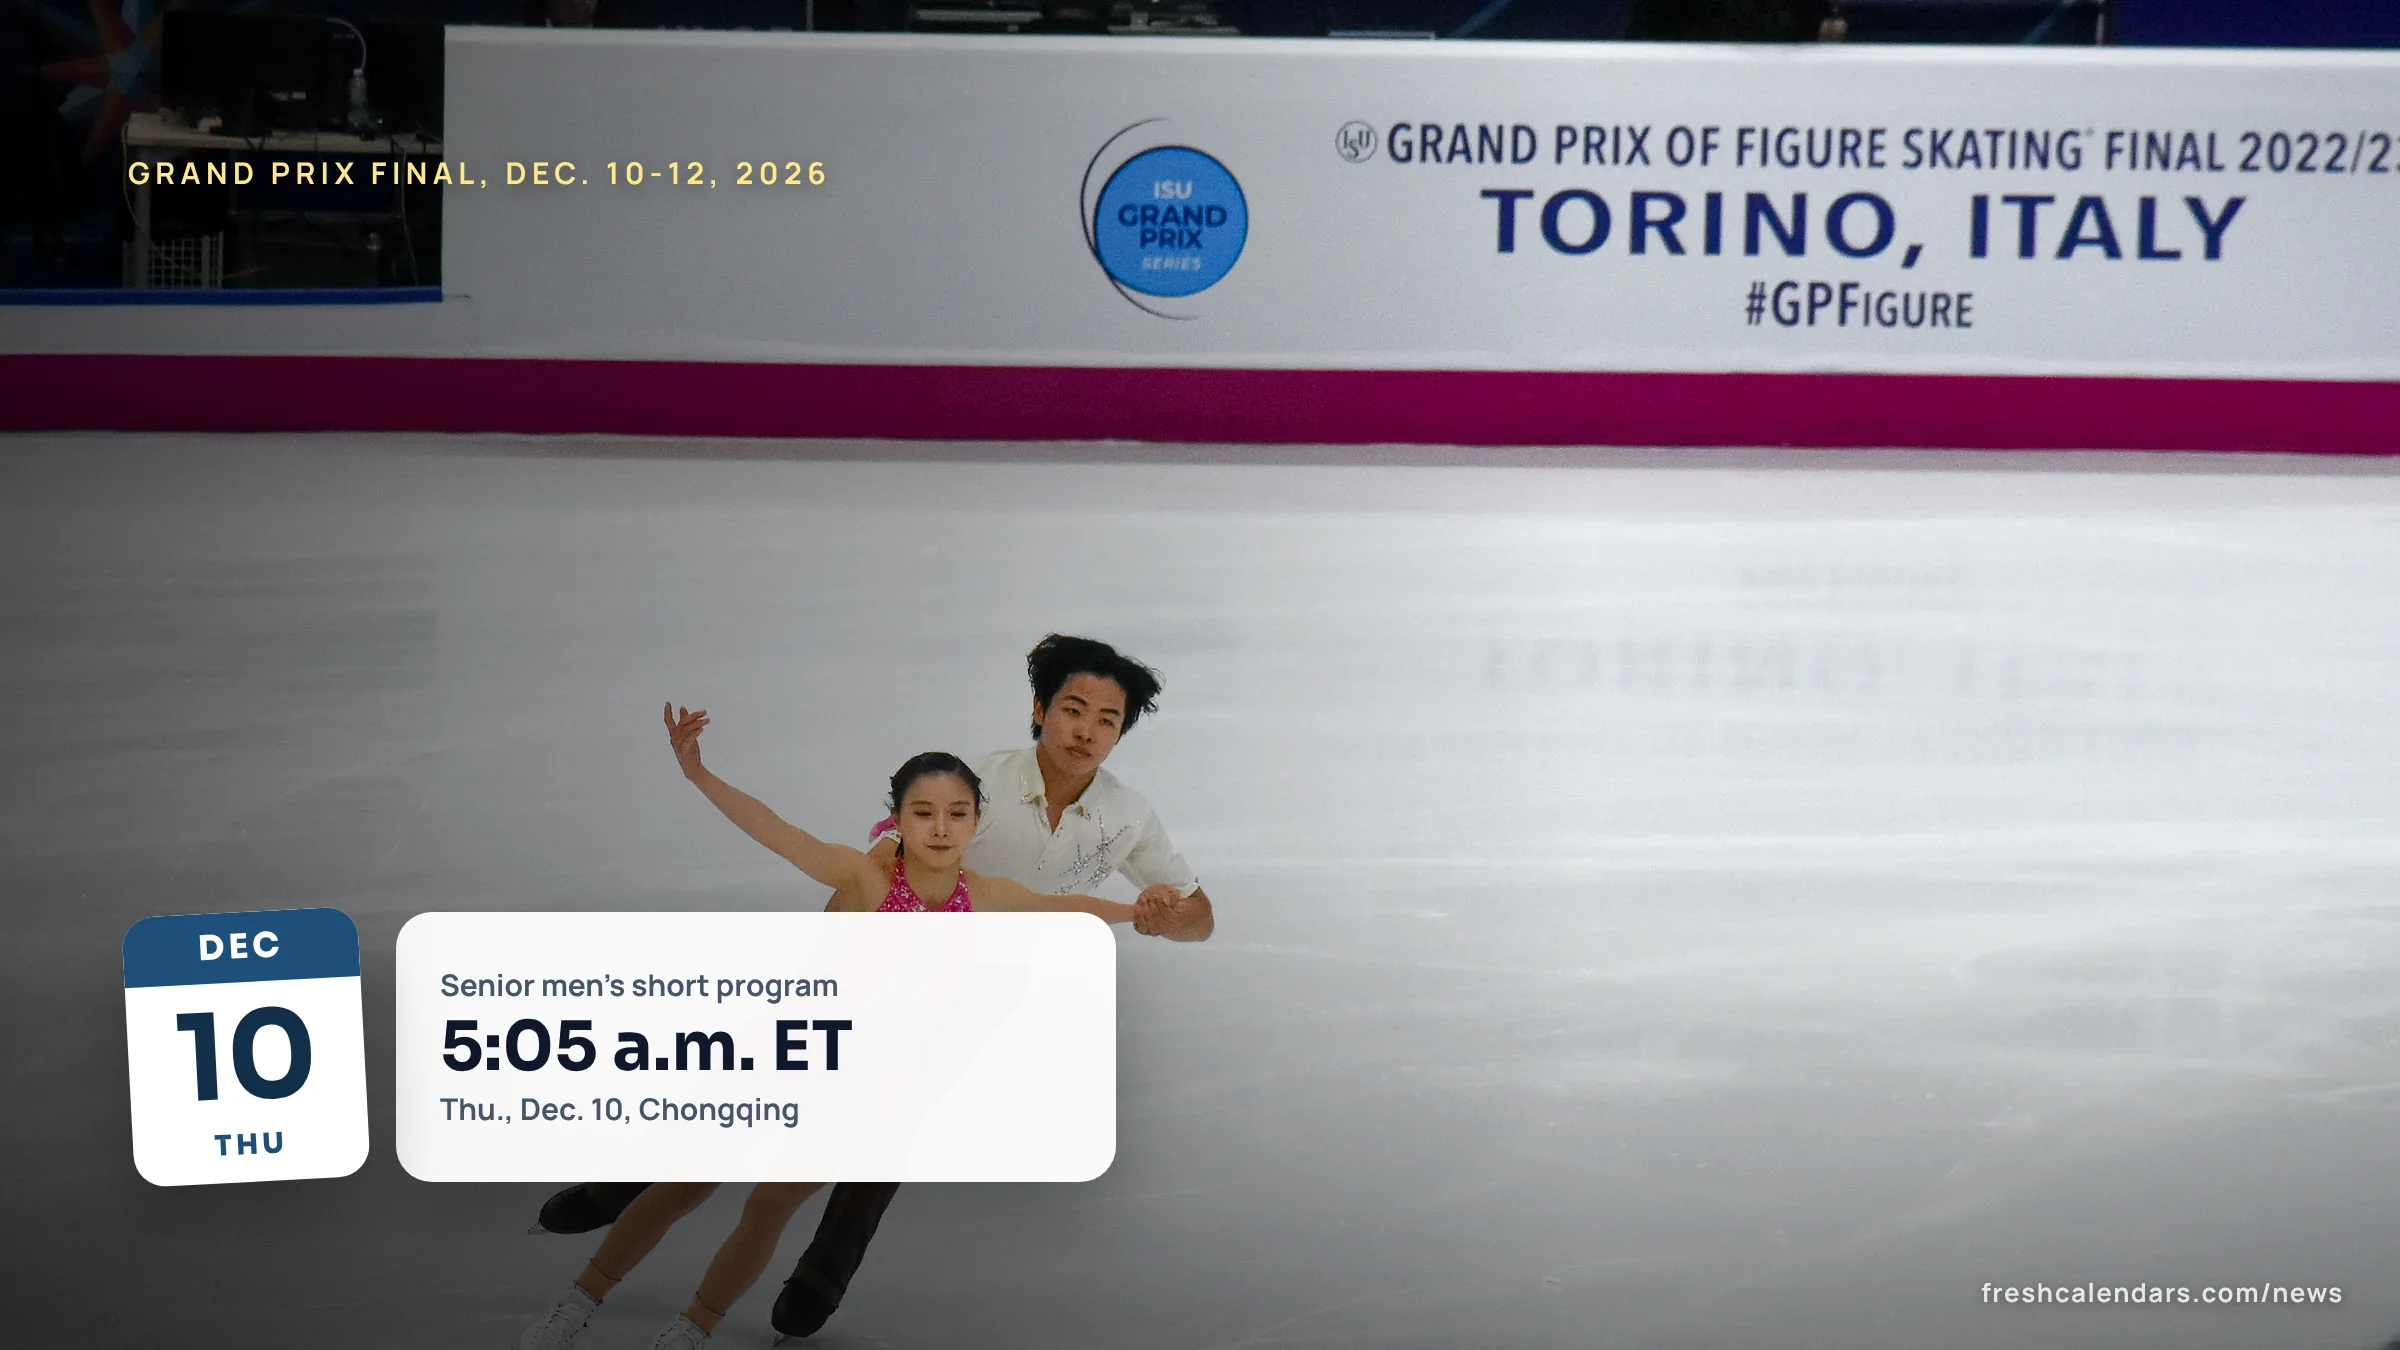 GRAND PRIX FINAL, DEC. 10-12, 2026
ISU
GRAND
PRIX
SERIES
ISU GRAND PRIX OF FIGURE SKATING® FINAL 2022/23
TORINO, ITALY
#GPFIGURE
DEC
10
THU
Senior men’s short program
5:05 a.m. ET
Thu., Dec. 10, Chongqing
freshcalendars.com/news